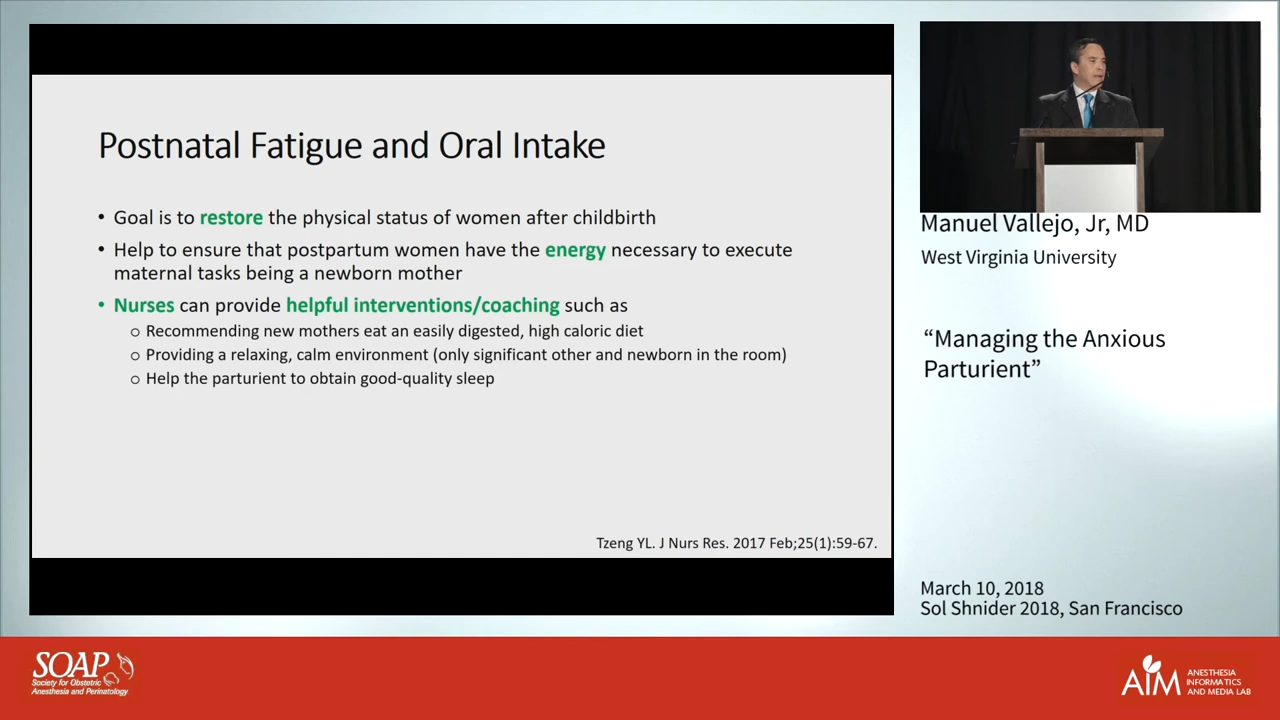 Postnatal Fatigue and Oral Intake
• Goal is to restore the physical status of women after childbirth
• Help to ensure that postpartum women have the energy necessary to execute
maternal tasks being a newborn mother
• Nurses can provide helpful interventions/coaching such as
o Recommending new mothers eat an easily digested, high caloric diet
o Providing a relaxing, calm environment (only significant other and newborn in the room)
o Help the parturient to obtain good-quality sleep
Tzeng YL. J Nurs Res. 2017 Feb;25(1):59-67.
Manuel Vallejo, Jr, MD
West Virginia University
“Managing the Anxious
Parturient”
March 10, 2018
Sol Shnider 2018, San Francisco
SOAP
Society for Obstetric
Anesthesia and Perinatology
AIM
ANESTHESIA
INFORMATICS
AND MEDIA LAB